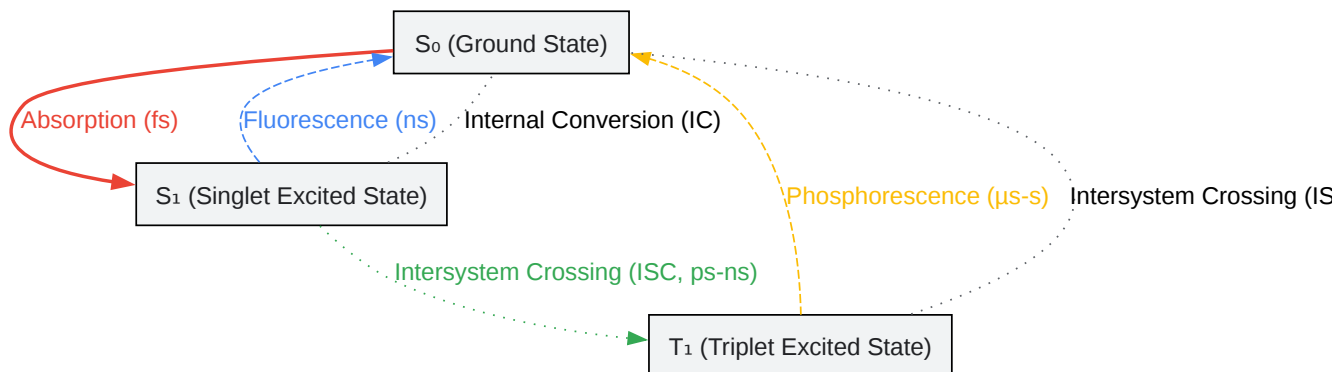 S₀ (Ground State)
Absorption (fs)
Fluorescence (ns)
Internal Conversion (IC)
S₁ (Singlet Excited State)
Phosphorescence (µs-s)
Intersystem Crossing (IS
Intersystem Crossing (ISC, ps-ns)
T₁ (Triplet Excited State)